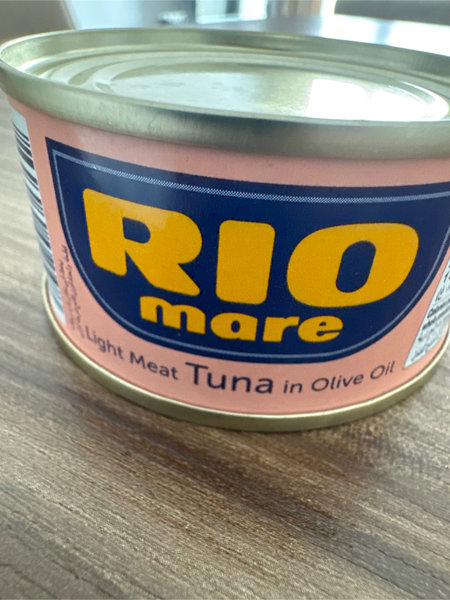 RIO
mare
Light Meat Tuna in Olive Oil